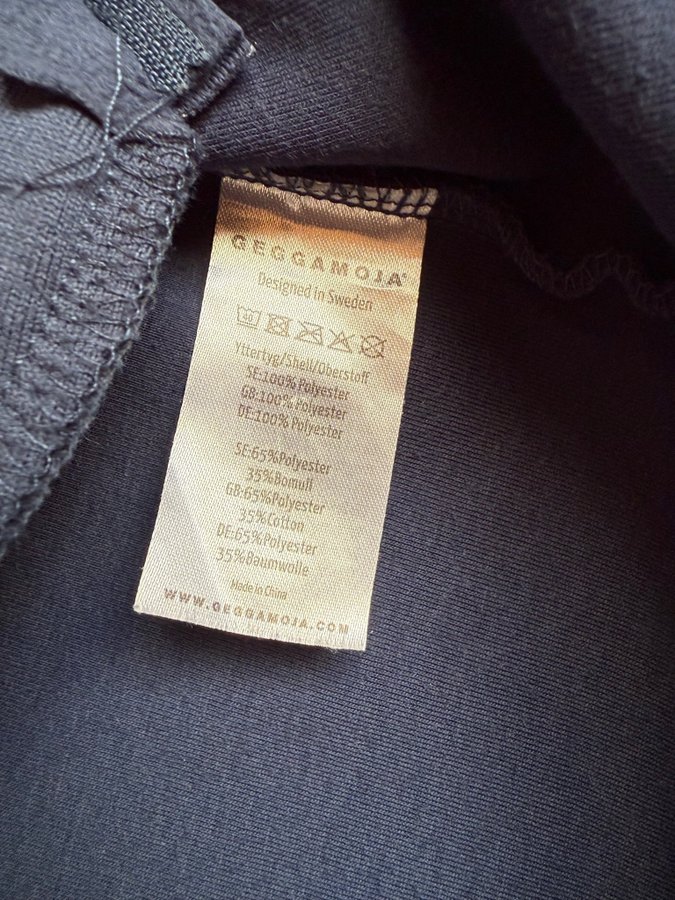 GEGGAMOJA®
Designed in Sweden
Yttertyg/Shell/Oberstoff
SE:100% Polyester
GB:100% Polyester
DE:100% Polyester
SE:65%Polyester
35%Bomull
GB:65%Polyester
35%Cotton
DE:65%Polyester
35%Baumwolle
Made in China
WWW.GEGGAMOJA.COM